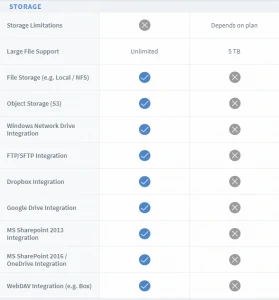 STORAGE
Storage Limitations
Depends on plan
Large File Support
Unlimited
5 TB
File Storage (e.g. Local / NFS)
Object Storage (S3)
Windows Network Drive
Integration
FTP/SFTP Integration
Dropbox Integration
Google Drive Integration
MS Sharepoint 2013
Integration
MS SharePoint 2016 /
OneDrive Integration
WebDAV Integration (e.g. Box)